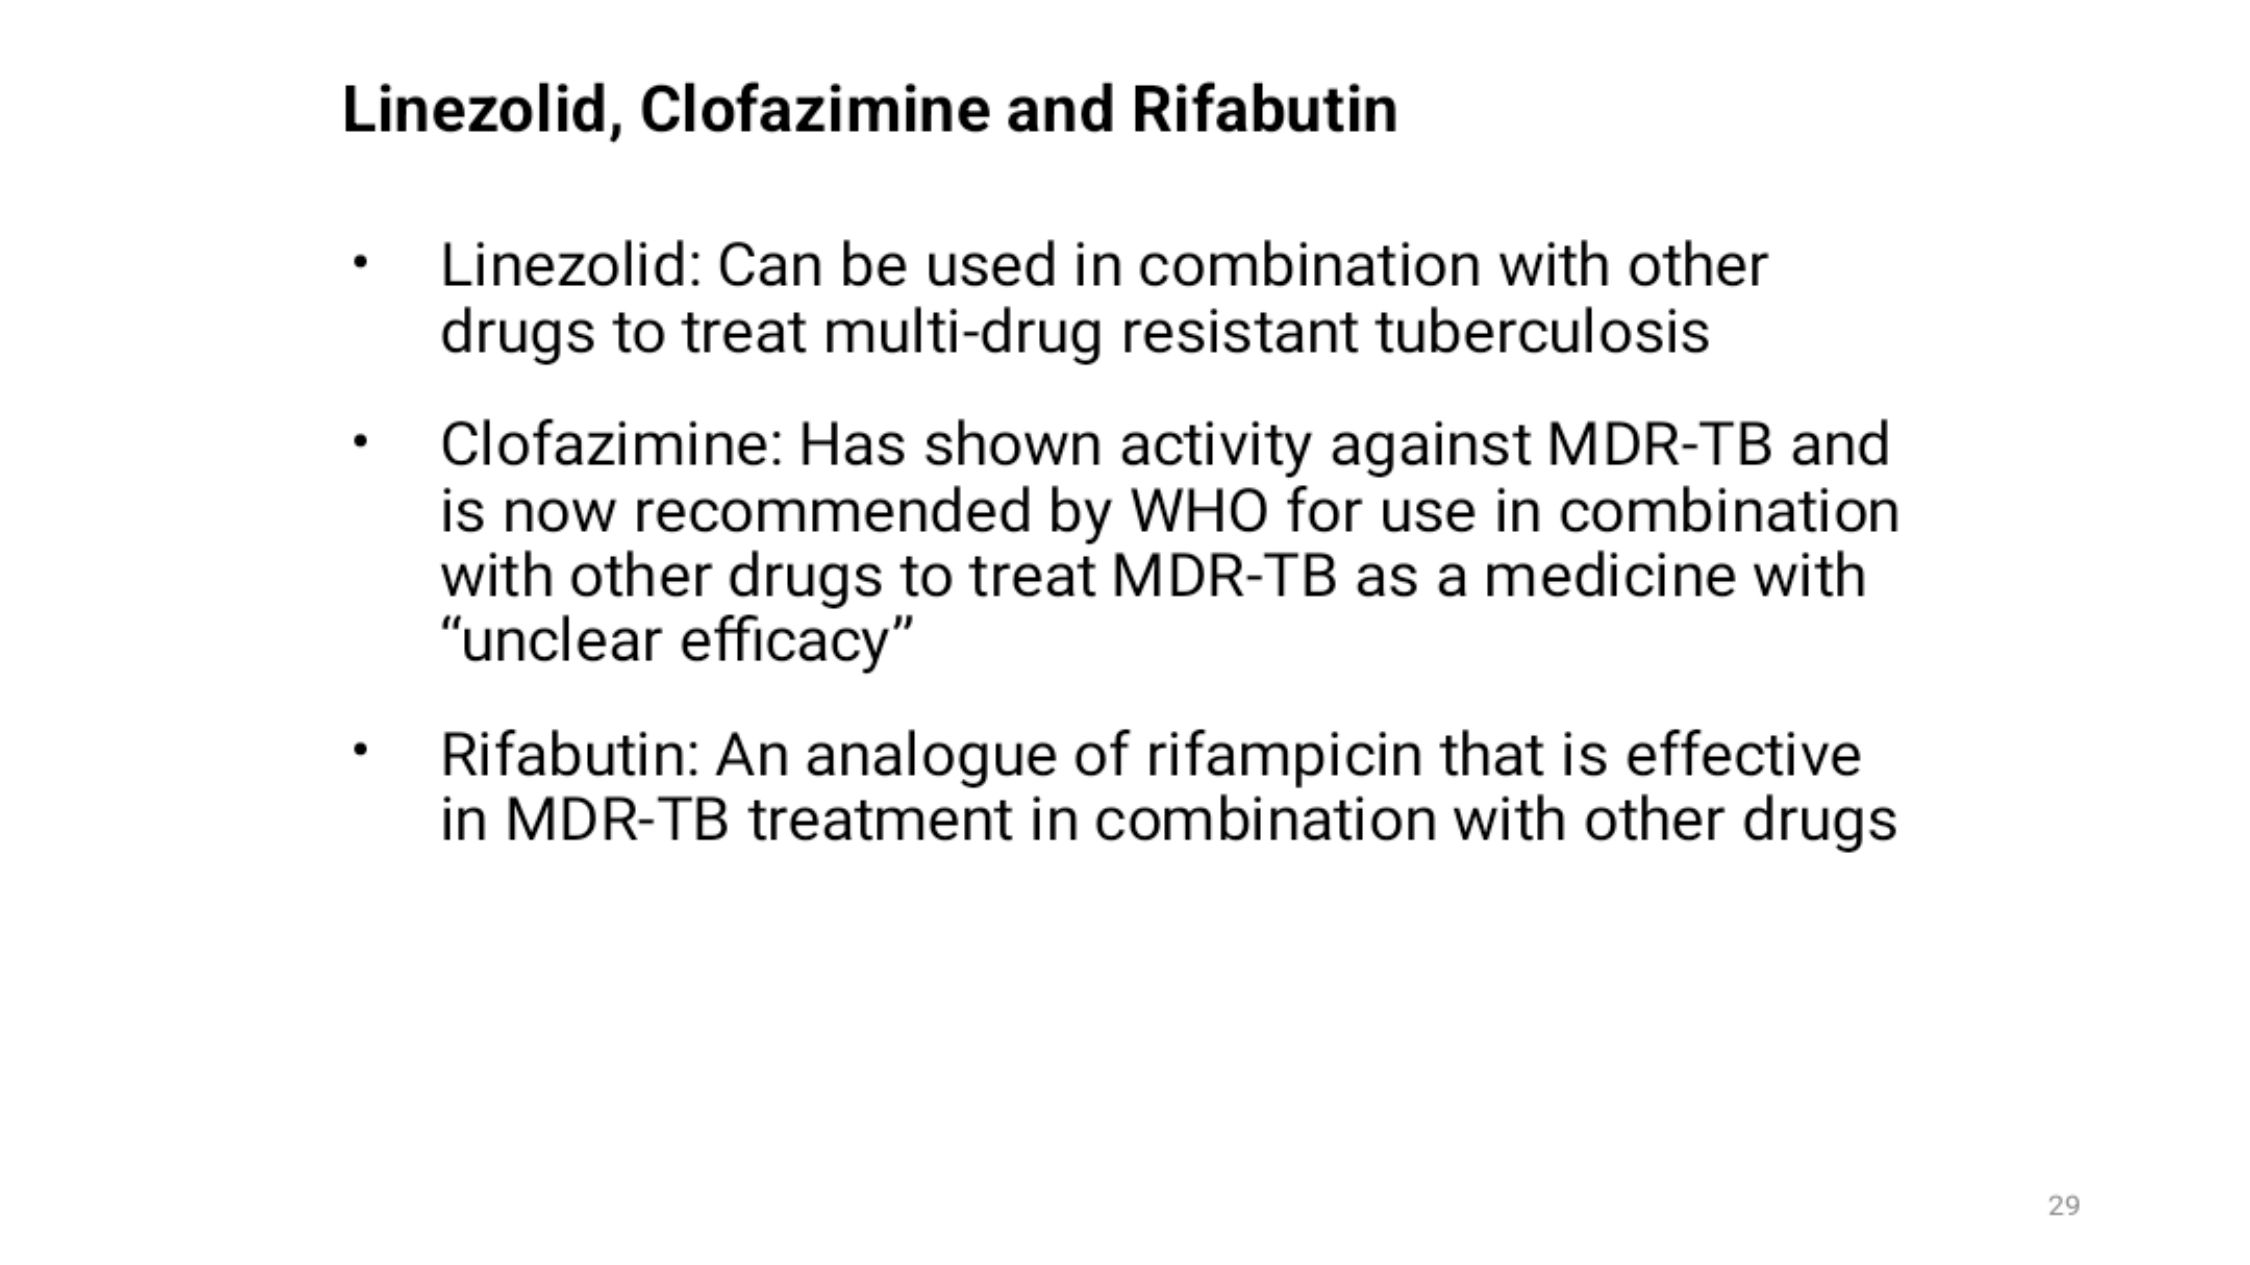 Linezolid, Clofazimine and Rifabutin
• Linezolid: Can be used in combination with other
drugs to treat multi-drug resistant tuberculosis
• Clofazimine: Has shown activity against MDR-TB and
is now recommended by WHO for use in combination
with other drugs to treat MDR-TB as a medicine with
“unclear efficacy”
• Rifabutin: An analogue of rifampicin that is effective
in MDR-TB treatment in combination with other drugs
29